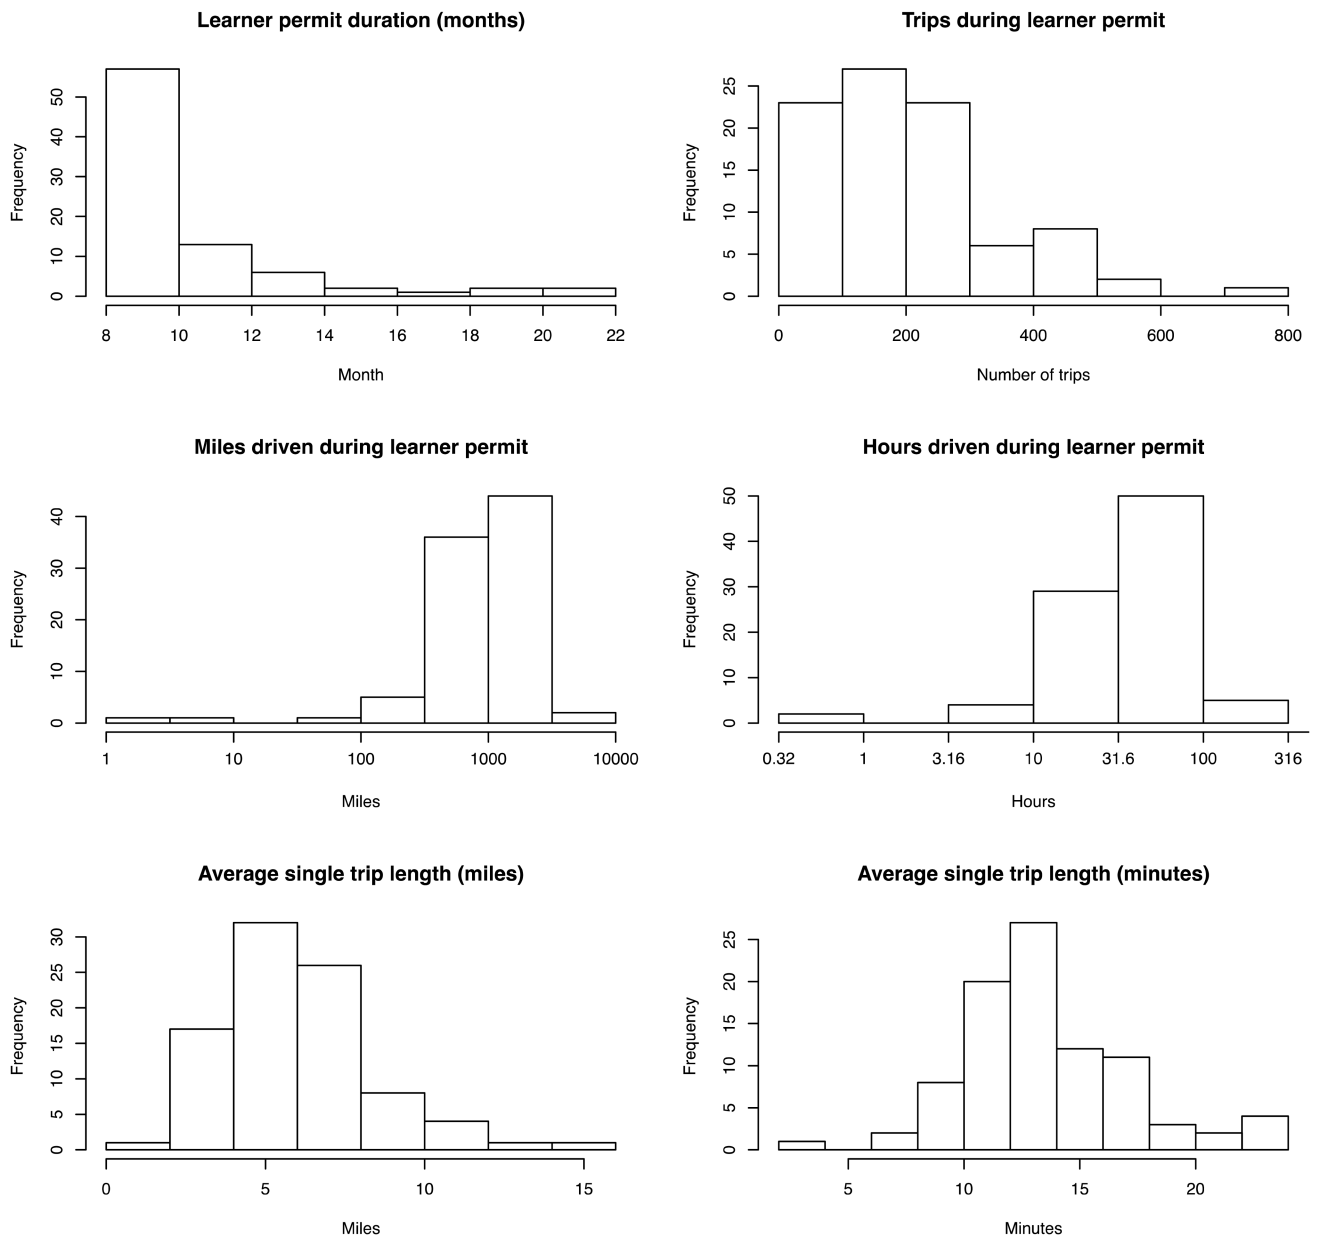 Learner permit duration (months)
Frequency
0 10 20 30 40 50
8 10 12 14 16 18 20 22
Month
Trips during learner permit
Frequency
0 5 10 15 20 25
0 200 400 600 800
Number of trips
Miles driven during learner permit
Frequency
0 10 20 30 40
1 10 100 1000 10000
Miles
Hours driven during learner permit
Frequency
0 10 20 30 40 50
0.32 1 3.16 10 31.6 100 316
Hours
Average single trip length (miles)
Frequency
0 5 10 15 20 25 30
0 5 10 15
Miles
Average single trip length (minutes)
Frequency
0 5 10 15 20 25
5 10 15 20
Minutes